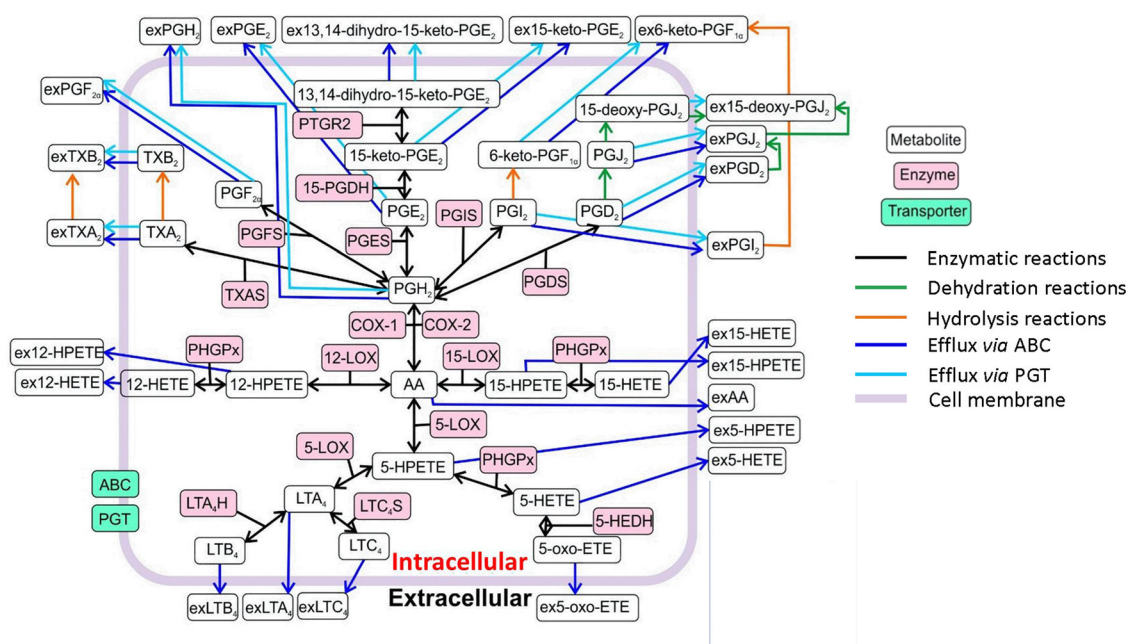 exPGH₂
exPGE₂
ex13,14-dihydro-15-keto-PGE₂
ex15-keto-PGE₂
ex6-keto-PGF₁α
exPGF₂α
13,14-dihydro-15-keto-PGE₂
15-deoxy-PGJ₂
ex15-deoxy-PGJ₂
PTGR2
exPGJ₂
Metabolite
exTXB₂
TXB₂
15-keto-PGE₂
6-keto-PGF₁α
PGJ₂
exPGD₂
Enzyme
PGF₂α
15-PGDH
Transporter
PGE₂
PGIS
PGI₂
PGD₂
exTXA₂
TXA₂
PGFS
PGES
exPGI₂
Enzymatic reactions
TXAS
PGH₂
PGDS
Dehydration reactions
COX-1
COX-2
Hydrolysis reactions
ex15-HETE
Efflux via ABC
ex12-HPETE
PHGPx
12-LOX
15-LOX
PHGPx
ex15-HPETE
Efflux via PGT
ex12-HETE
12-HETE
12-HPETE
AA
15-HPETE
15-HETE
exAA
Cell membrane
5-LOX
ex5-HPETE
5-LOX
5-HPETE
PHGPx
ex5-HETE
ABC
LTA₄H
LTA₄
LTC₄S
5-HETE
PGT
5-HEDH
LTB₄
LTC₄
5-oxo-ETE
Intracellular
Extracellular
exLTB₄
exLTA₄
exLTC₄
ex5-oxo-ETE